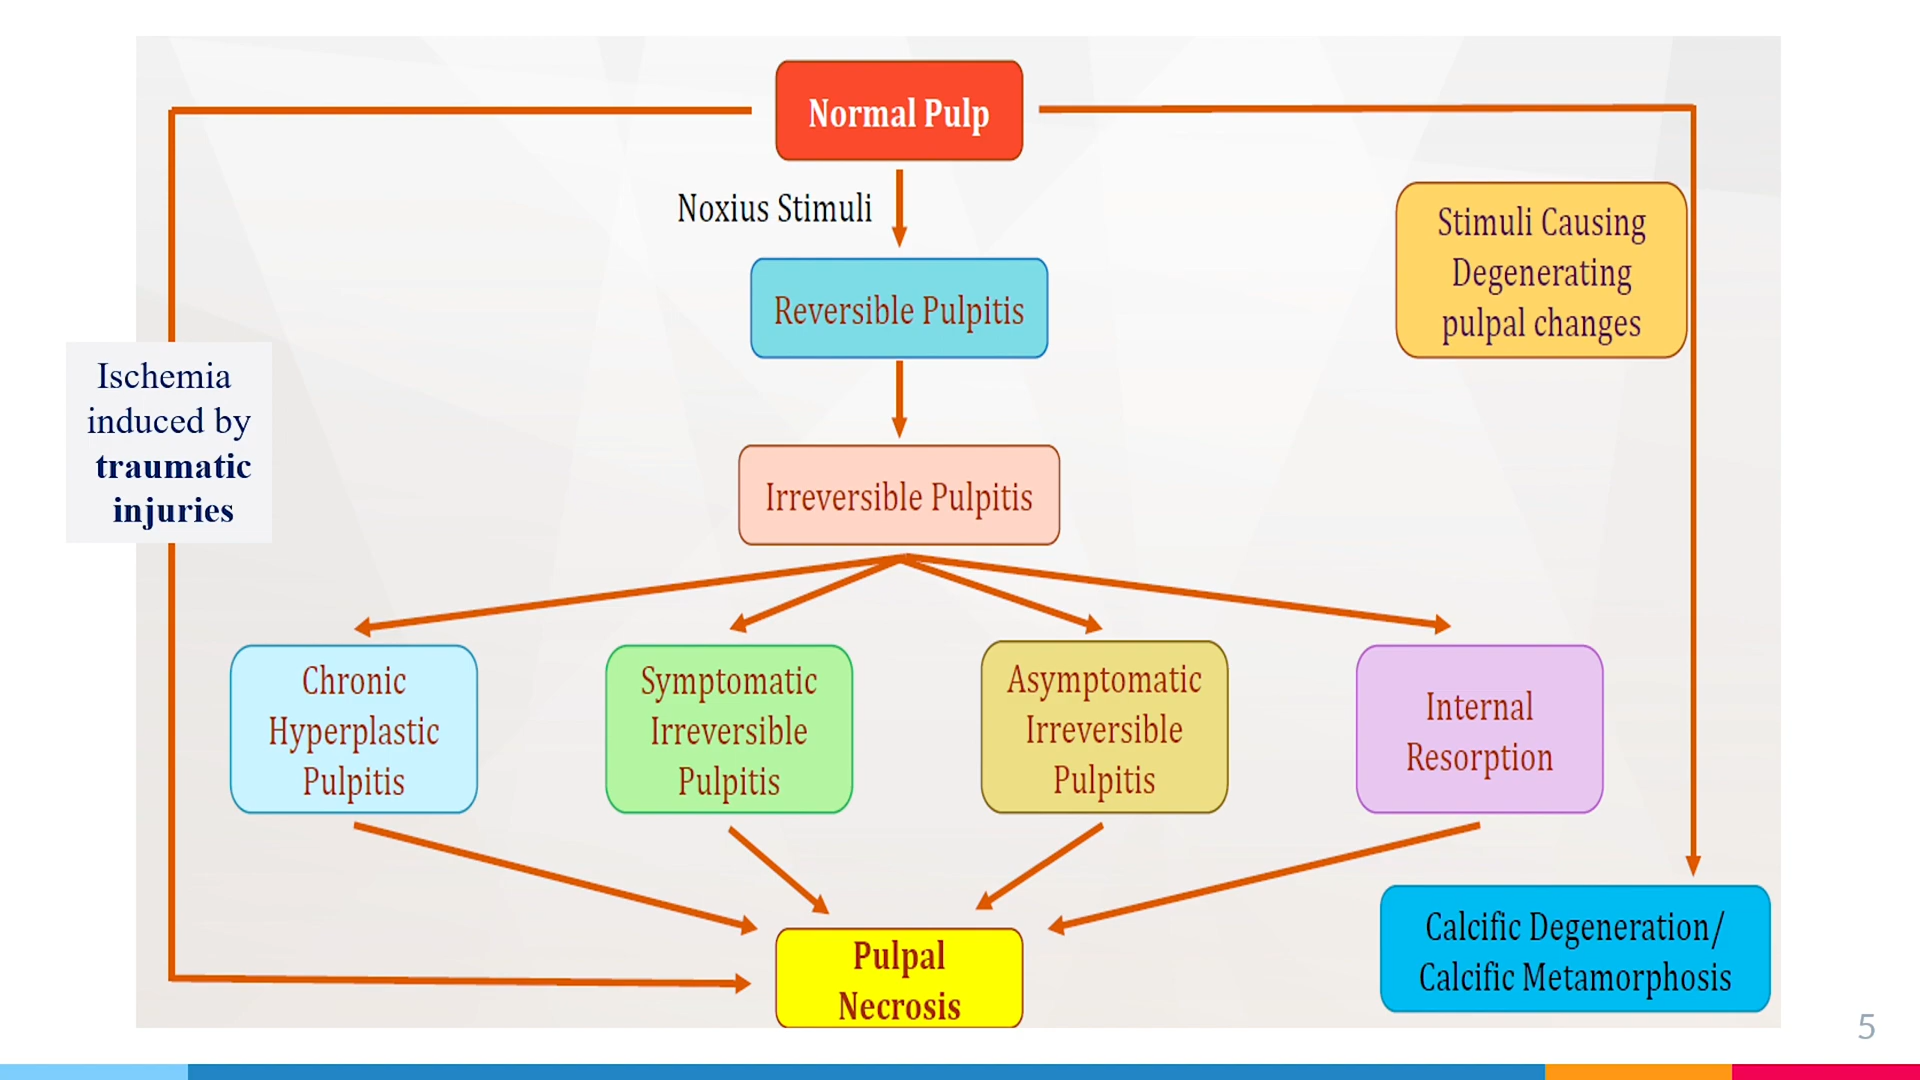 Normal Pulp
Noxius Stimuli
Reversible Pulpitis
Stimuli Causing
Degenerating
pulpal changes
Ischemia
induced by
traumatic
injuries
Irreversible Pulpitis
Chronic
Hyperplastic
Pulpitis
Symptomatic
Irreversible
Pulpitis
Asymptomatic
Irreversible
Pulpitis
Internal
Resorption
Pulpal
Necrosis
Calcific Degeneration/
Calcific Metamorphosis
5